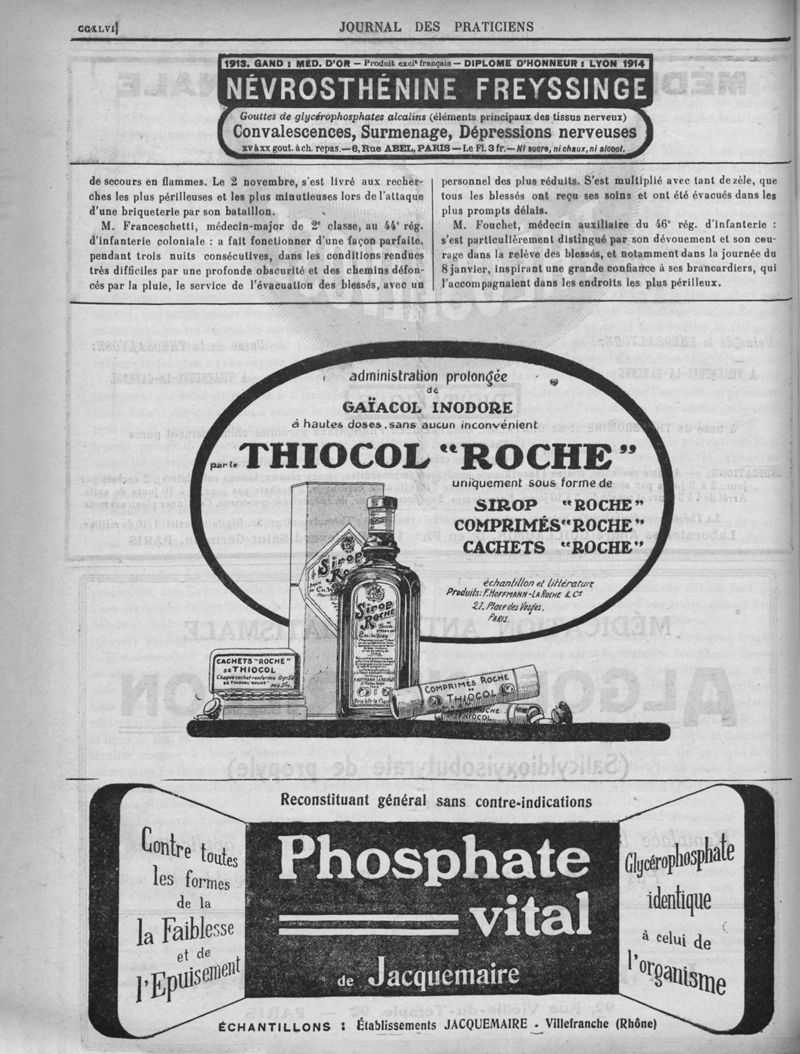 JOURNAL DES PRATICIENS
1913. GAND : MÉD. D'OR — Produit exclt français — DIPLOME D'HONNEUR : LYON 1914
NÉVROSTHÉNINE FREYSSINGE
Gouttes de glycérophosphates alcalins (éléments principaux des tissus nerveux)
Convalescences, Surmenage, Dépressions nerveuses
XV à XX gout. à ch. repas. — 6, Rue ABEL, PARIS — Le Fl. 3 fr. — Ni sucre, ni chaux, ni alcool.
de secours en flammes. Le 2 novembre, s'est livré aux recher-
ches les plus périlleuses et les plus minutieuses lors de l'attaque
d'une briqueterie par son bataillon.
M. Franceschetti, médecin-major de 2e classe, au 44e rég.
d'infanterie coloniale : a fait fonctionner d'une façon parfaite.
pendant trois nuits consécutives, dans les conditions rendues
très difficiles par une profonde obscurité et des chemins défon-
cés par la pluie, le service de l'évacuation des blessés, avec un
personnel des plus réduits. S'est multiplié avec tant de zèle, que
tous les blessés ont reçu ses soins et ont été évacués dans les
plus prompts délais.
M. Fouchet, médecin auxiliaire du 46e rég. d'infanterie :
s'est particulièrement distingué par son dévouement et son cou-
rage dans la relève des blessés, et notamment dans la journée du
8 janvier, inspirant une grande confiance à ses brancardiers, qui
l'accompagnaient dans les endroits les plus périlleux.
administration prolongée
de
GAÏACOL INODORE
à hautes doses, sans aucun inconvénient
par le THIOCOL "ROCHE"
uniquement sous forme de
SIROP "ROCHE"
COMPRIMÉS "ROCHE"
CACHETS "ROCHE"
échantillon et littérature
Produits: F. HOFFMANN-LA ROCHE & Cie
21. Place des Vosges.
PARIS.
Sirop
Roche
Sirop
ROCHE
CACHETS "ROCHE"
DE THIOCOL
Chaque cachet renferme 0 gr 50
DE THIOCOL "ROCHE"
COMPRIMÉS ROCHE
THIOCOL
ROCHE
THIOCOL
Reconstituant général sans contre-indications
Contre toutes
les formes
de la
la Faiblesse
et de
l'Epuisement
Phosphate
vital
de Jacquemaire
Glycérophosphate
identique
à celui de
l'organisme
ÉCHANTILLONS : Établissements JACQUEMAIRE - Villefranche (Rhône)